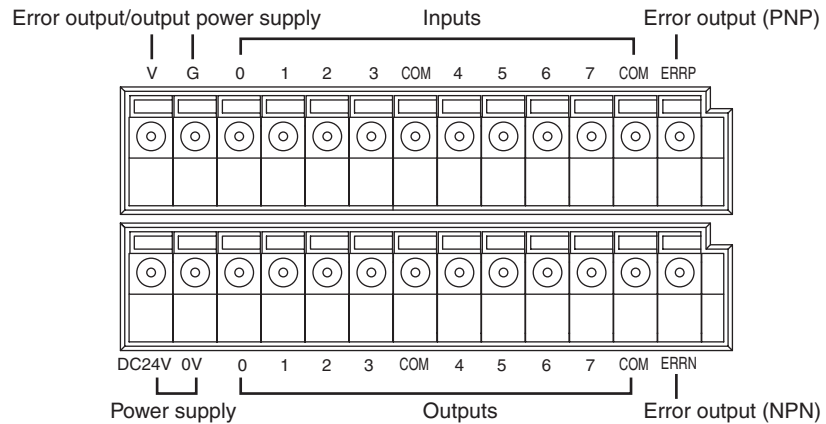 Error output/output power supply Inputs Error output (PNP)
V G 0 1 2 3 COM 4 5 6 7 COM ERRP
DC24V 0V 0 1 2 3 COM 4 5 6 7 COM ERRN
Power supply Outputs Error output (NPN)